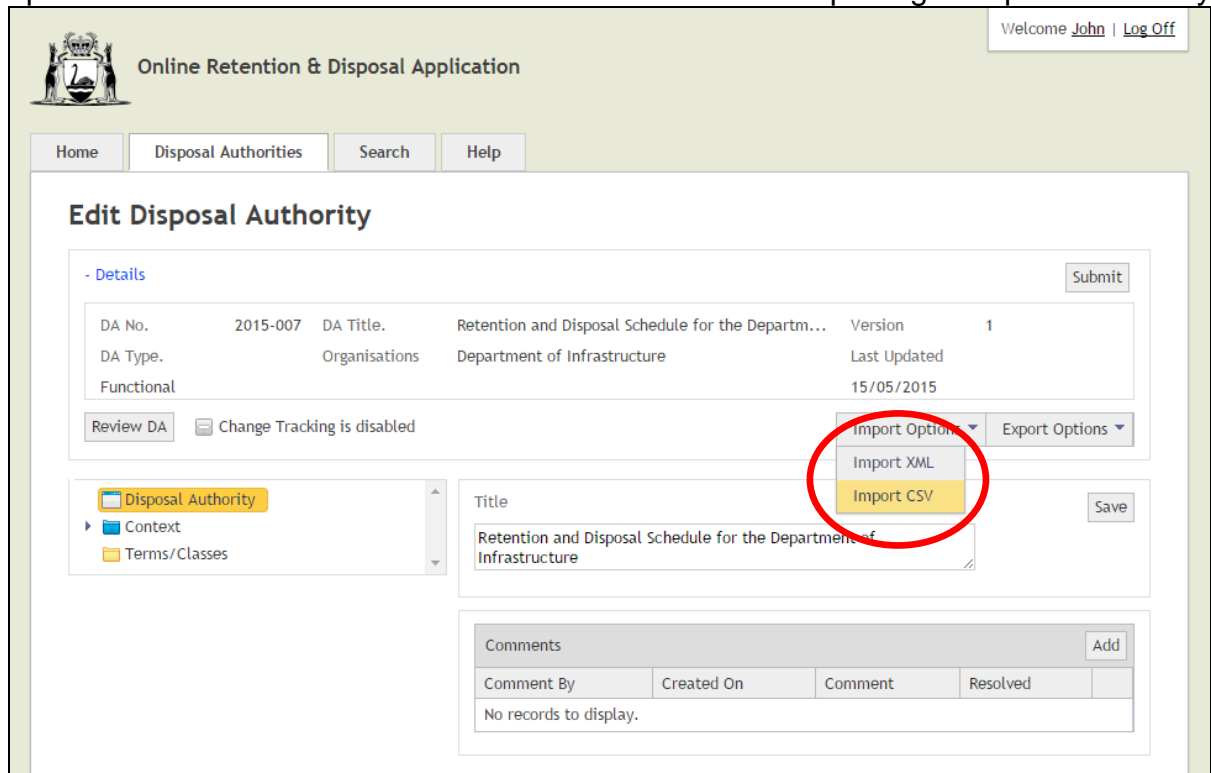 Welcome John | Log Off
Online Retention & Disposal Application
Home Disposal Authorities Search Help
Edit Disposal Authority
- Details Submit
DA No. 2015-007 DA Title. Retention and Disposal Schedule for the Departm... Version 1
DA Type. Organisations Department of Infrastructure Last Updated
Functional 15/05/2015
Review DA Change Tracking is disabled Import Options Export Options
Import XML
Import CSV
Disposal Authority
Context
Terms/Classes
Title Save
Retention and Disposal Schedule for the Department of
Infrastructure
Comments Add
Comment By Created On Comment Resolved
No records to display.